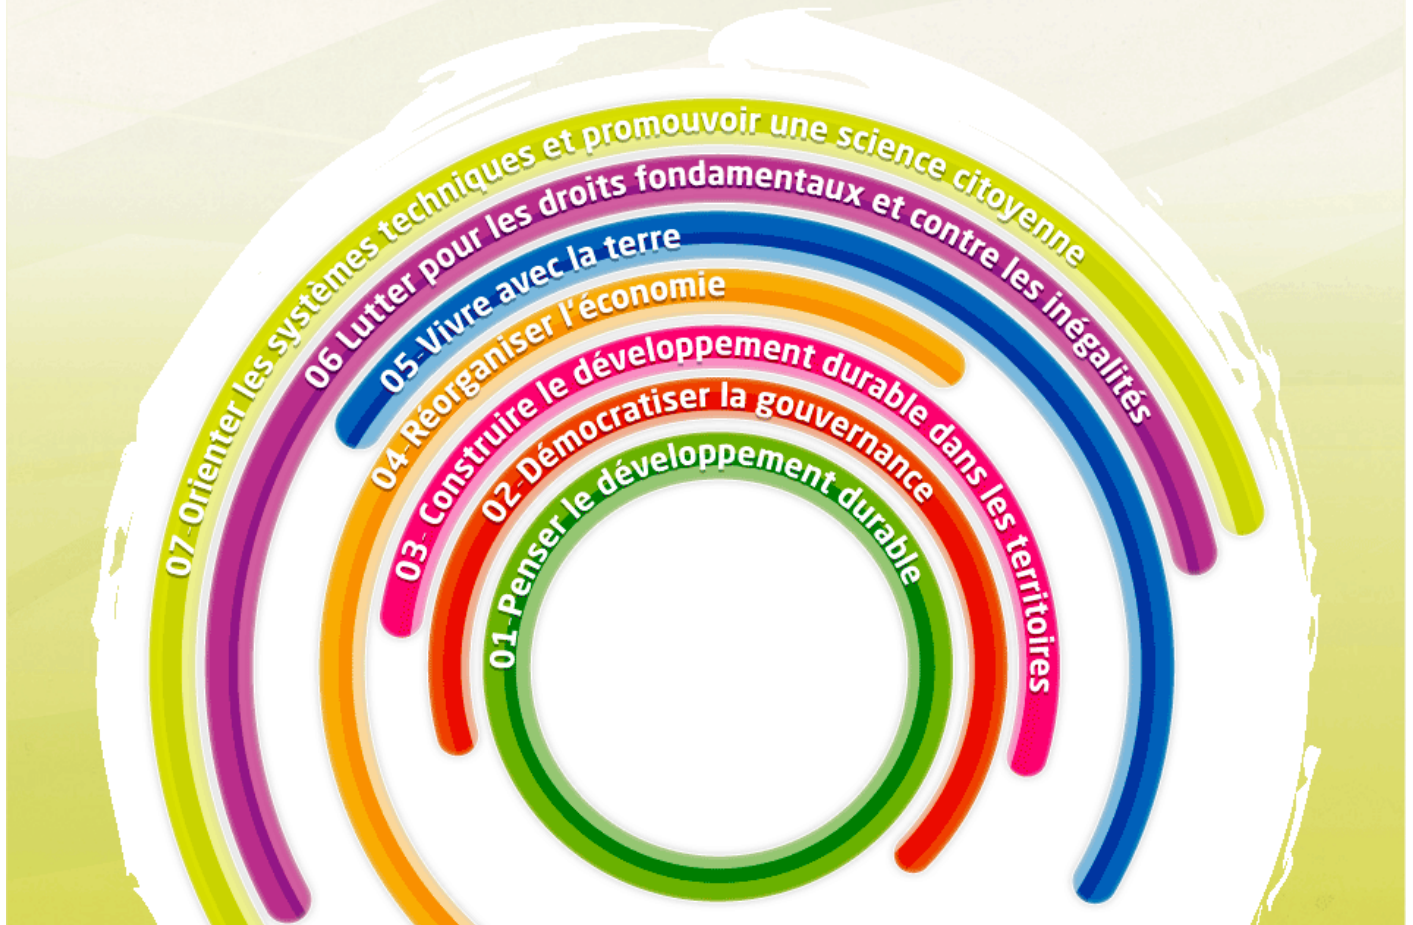 07-Orienter les systèmes techniques et promouvoir une science citoyenne
06 Lutter pour les droits fondamentaux et contre les inégalités
05-Vivre avec la terre
04-Réorganiser l'économie
03- Construire le développement durable dans les territoires
02-Démocratiser la gouvernance
01-Penser le développement durable